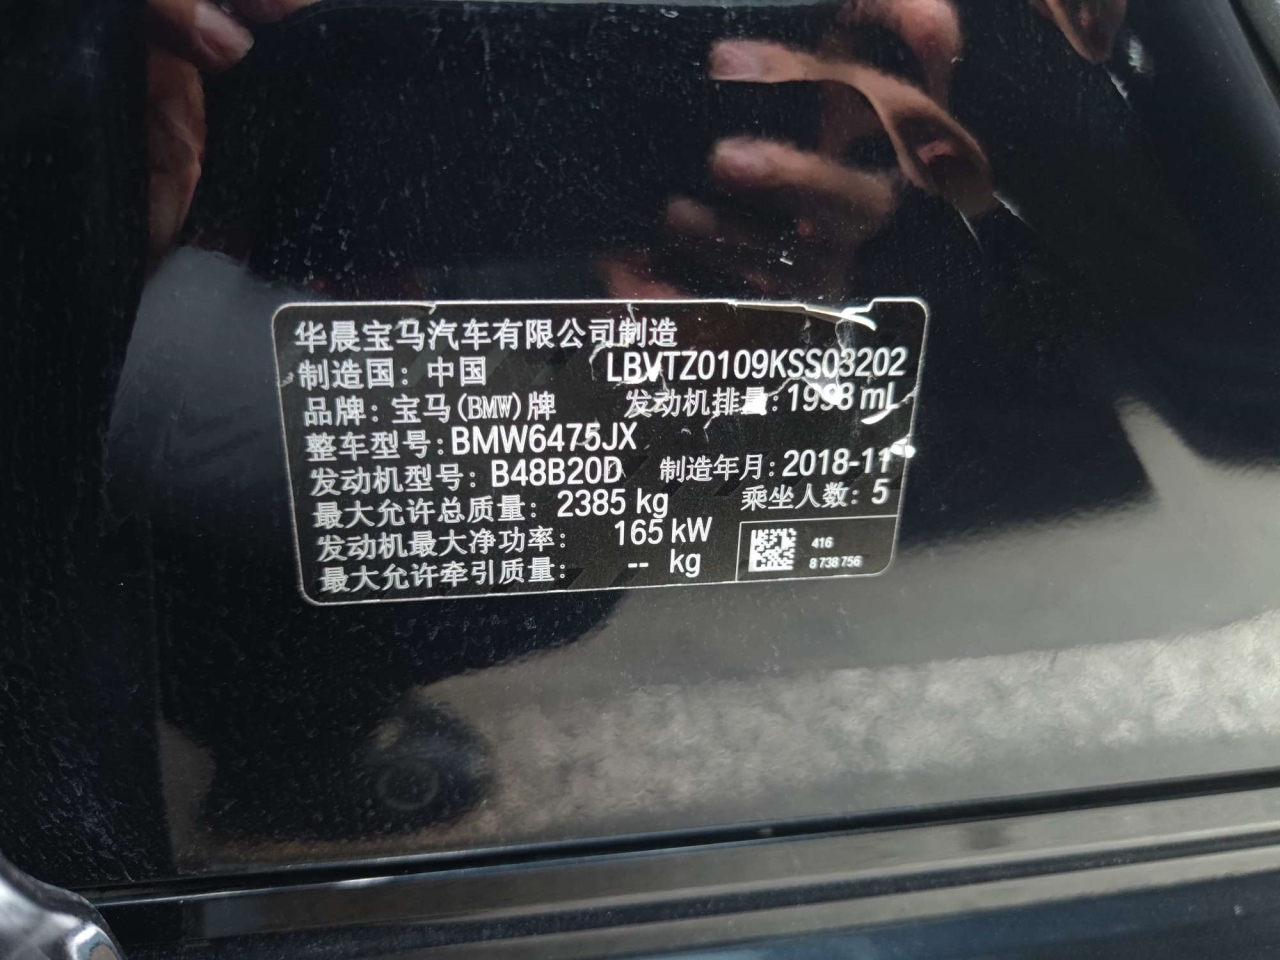 华晨宝马汽车有限公司制造
制造国：中国 LBVTZ0109KSS03202
品牌：宝马(BMW)牌 发动机排量：1998 mL
整车型号：BMW6475JX
发动机型号：B48B20D 制造年月：2018-11
最大允许总质量：2385 kg 乘坐人数：5
发动机最大净功率：165 kW
最大允许牵引质量：-- kg
416
8 738 756